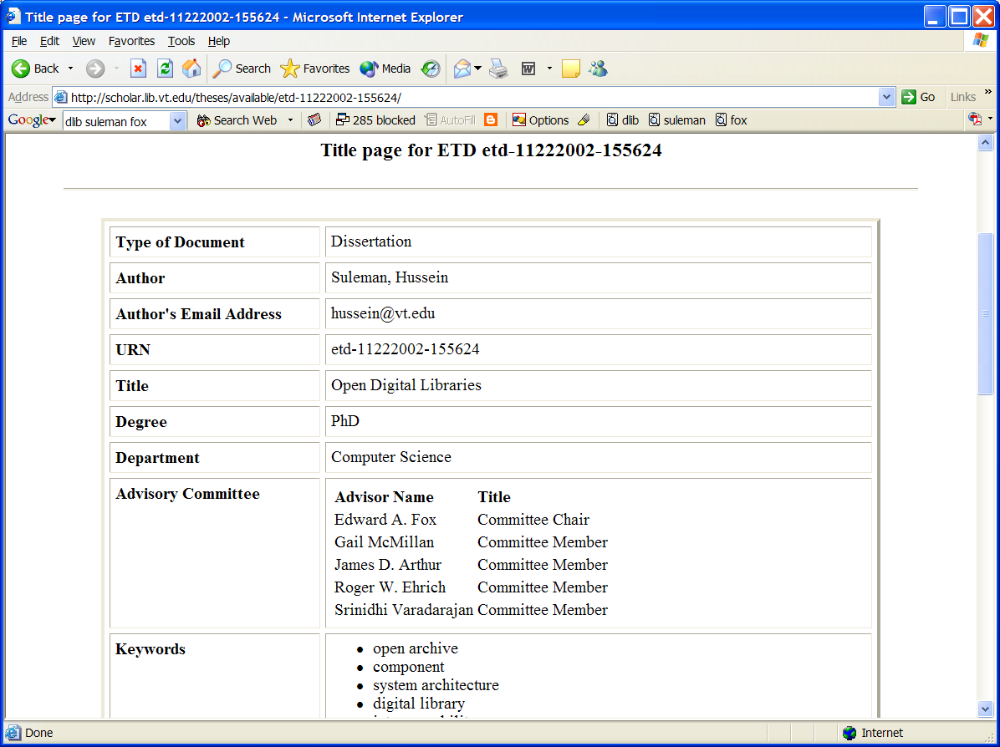 Title page for ETD etd-11222002-155624 - Microsoft Internet Explorer
File Edit View Favorites Tools Help
Back Search Favorites Media
Address http://scholar.lib.vt.edu/theses/available/etd-11222002-155624/ Go Links »
Google dlib suleman fox Search Web 285 blocked AutoFill Options dlib suleman fox
Title page for ETD etd-11222002-155624
Type of Document Dissertation
Author Suleman, Hussein
Author's Email Address hussein@vt.edu
URN etd-11222002-155624
Title Open Digital Libraries
Degree PhD
Department Computer Science
Advisory Committee
Advisor Name Title
Edward A. Fox Committee Chair
Gail McMillan Committee Member
James D. Arthur Committee Member
Roger W. Ehrich Committee Member
Srinidhi Varadarajan Committee Member
Keywords
• open archive
• component
• system architecture
• digital library
Done Internet